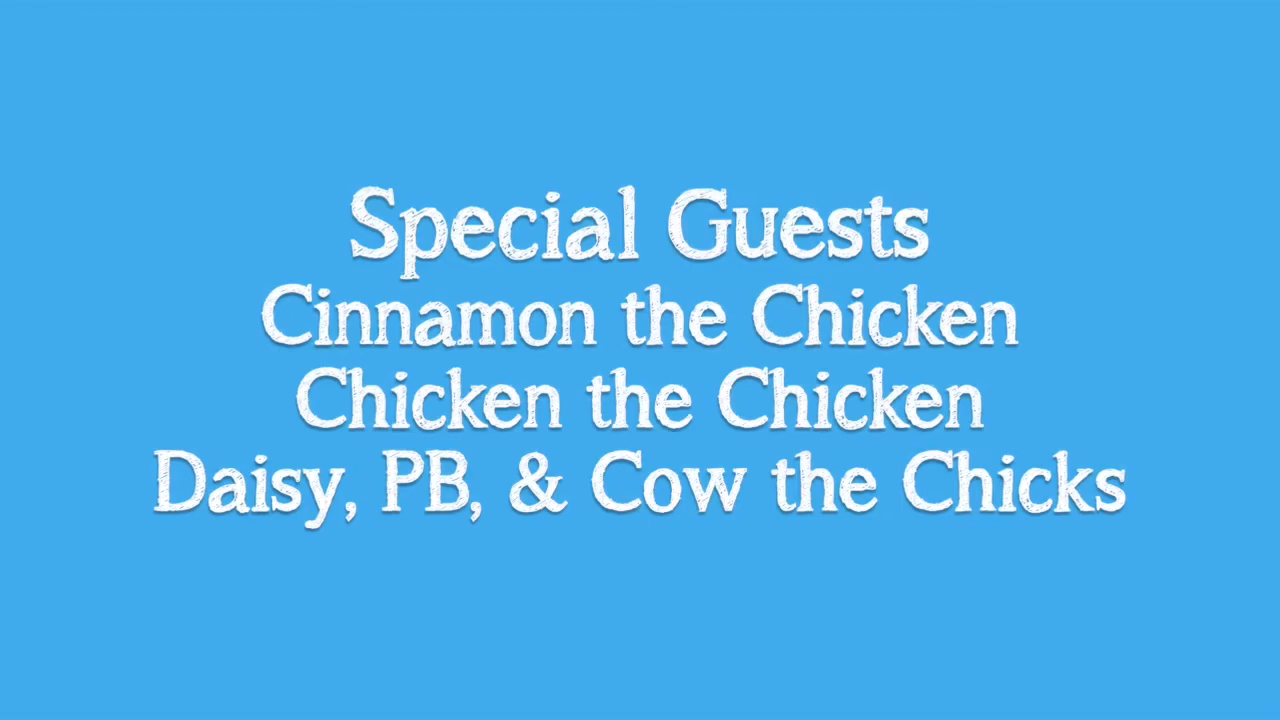 Special Guests
Cinnamon the Chicken
Chicken the Chicken
Daisy, PB, & Cow the Chicks